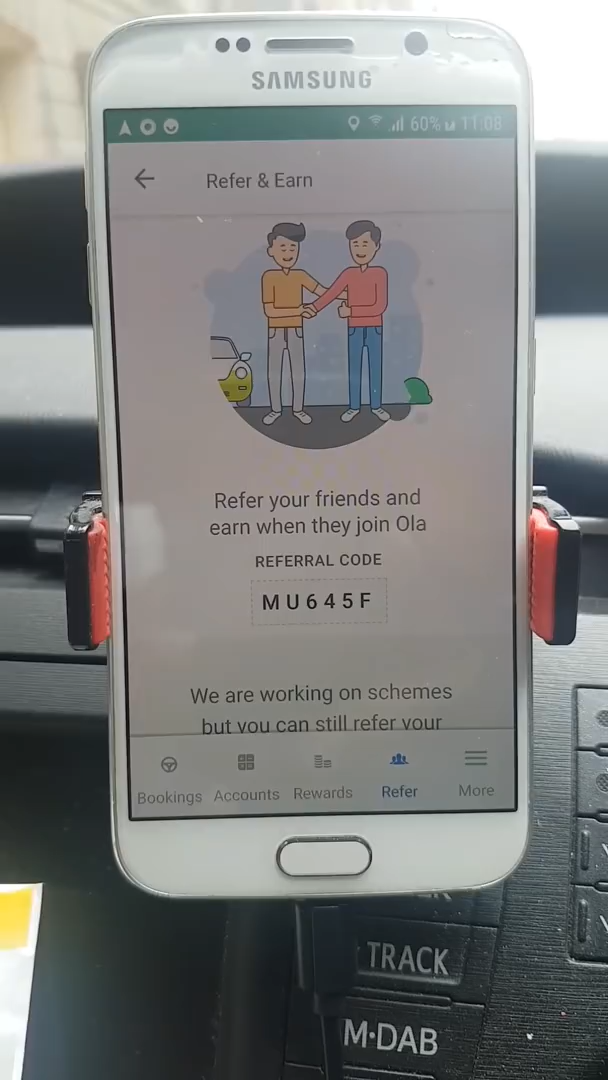 SAMSUNG
60% 11:08
Refer & Earn
Refer your friends and
earn when they join Ola
REFERRAL CODE
MU645F
We are working on schemes
but you can still refer your
Bookings Accounts Rewards Refer More
TRACK
M·DAB